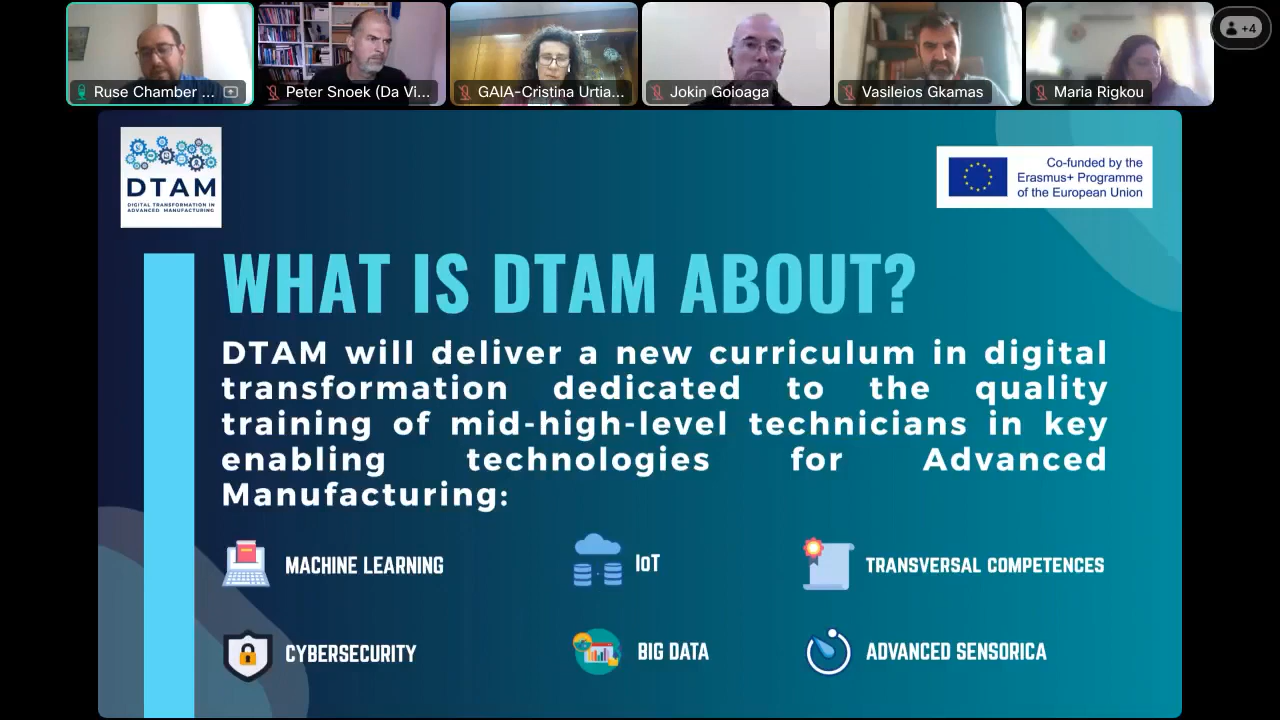 Ruse Chamber ...
Peter Snoek (Da Vi...
GAIA-Cristina Urtia...
Jokin Goioaga
Vasileios Gkamas
Maria Rigkou
+4
DTAM
DIGITAL TRANSFORMATION IN
ADVANCED MANUFACTURING
Co-funded by the
Erasmus+ Programme
of the European Union
WHAT IS DTAM ABOUT?
DTAM will deliver a new curriculum in digital
transformation dedicated to the quality
training of mid-high-level technicians in key
enabling technologies for Advanced
Manufacturing:
MACHINE LEARNING
IoT
TRANSVERSAL COMPETENCES
CYBERSECURITY
BIG DATA
ADVANCED SENSORICA